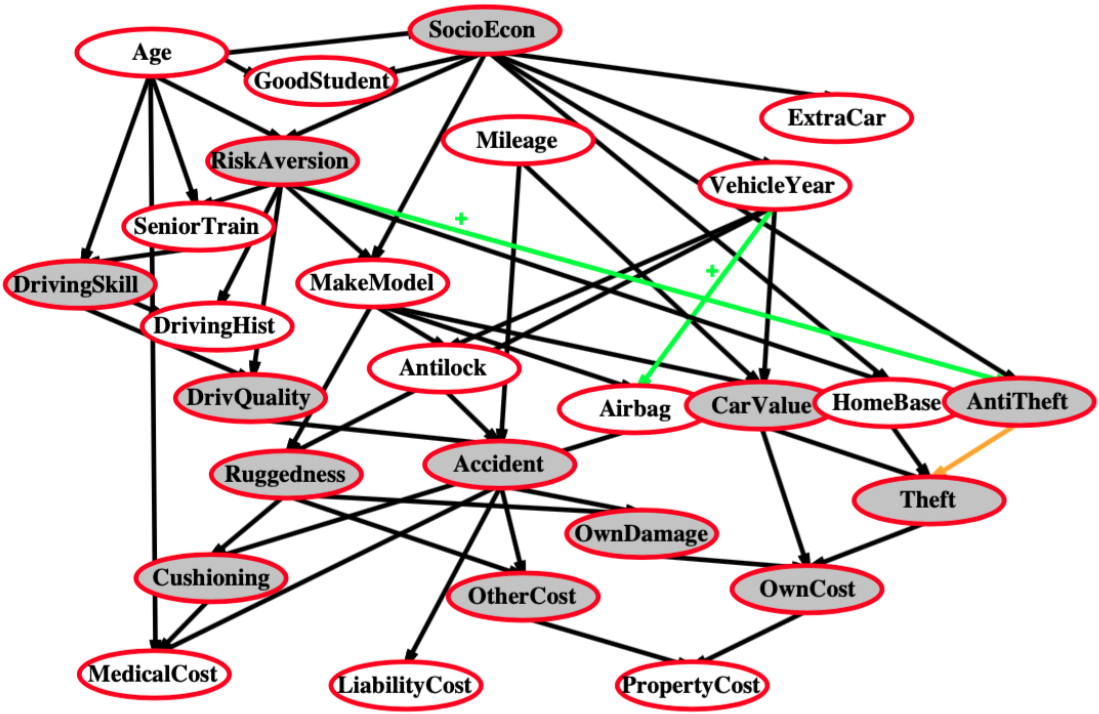 SocioEcon
Age
GoodStudent
ExtraCar
Mileage
RiskAversion
VehicleYear
SeniorTrain
+
+
DrivingSkill
MakeModel
DrivingHist
Antilock
DrivQuality
Airbag
CarValue
HomeBase
AntiTheft
Accident
Ruggedness
Theft
OwnDamage
Cushioning
OtherCost
OwnCost
MedicalCost
LiabilityCost
PropertyCost